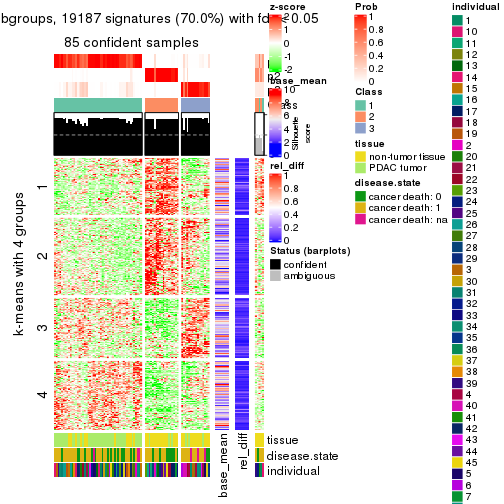 bgroups, 19187 signatures (70.0%) with fdr < 0.05
85 confident samples
p2
Class
1
2
3
4
k-means with 4 groups
base_mean
rel_diff
tissue
disease.state
individual
Silhouette
score
z-score
2
1
0
-1
-2
base_mean
10
8
6
4
2
0
rel_diff
1
0.8
0.6
0.4
0.2
0
Status (barplots)
confident
ambiguous
Prob
1
0.8
0.6
0.4
0.2
0
Class
1
2
3
tissue
non-tumor tissue
PDAC tumor
disease.state
cancer death: 0
cancer death: 1
cancer death: na
individual
1
10
11
12
13
14
15
16
17
18
19
2
20
21
22
23
24
25
26
27
28
29
3
30
31
32
33
34
35
36
37
38
39
4
40
41
42
43
44
45
5
6
7